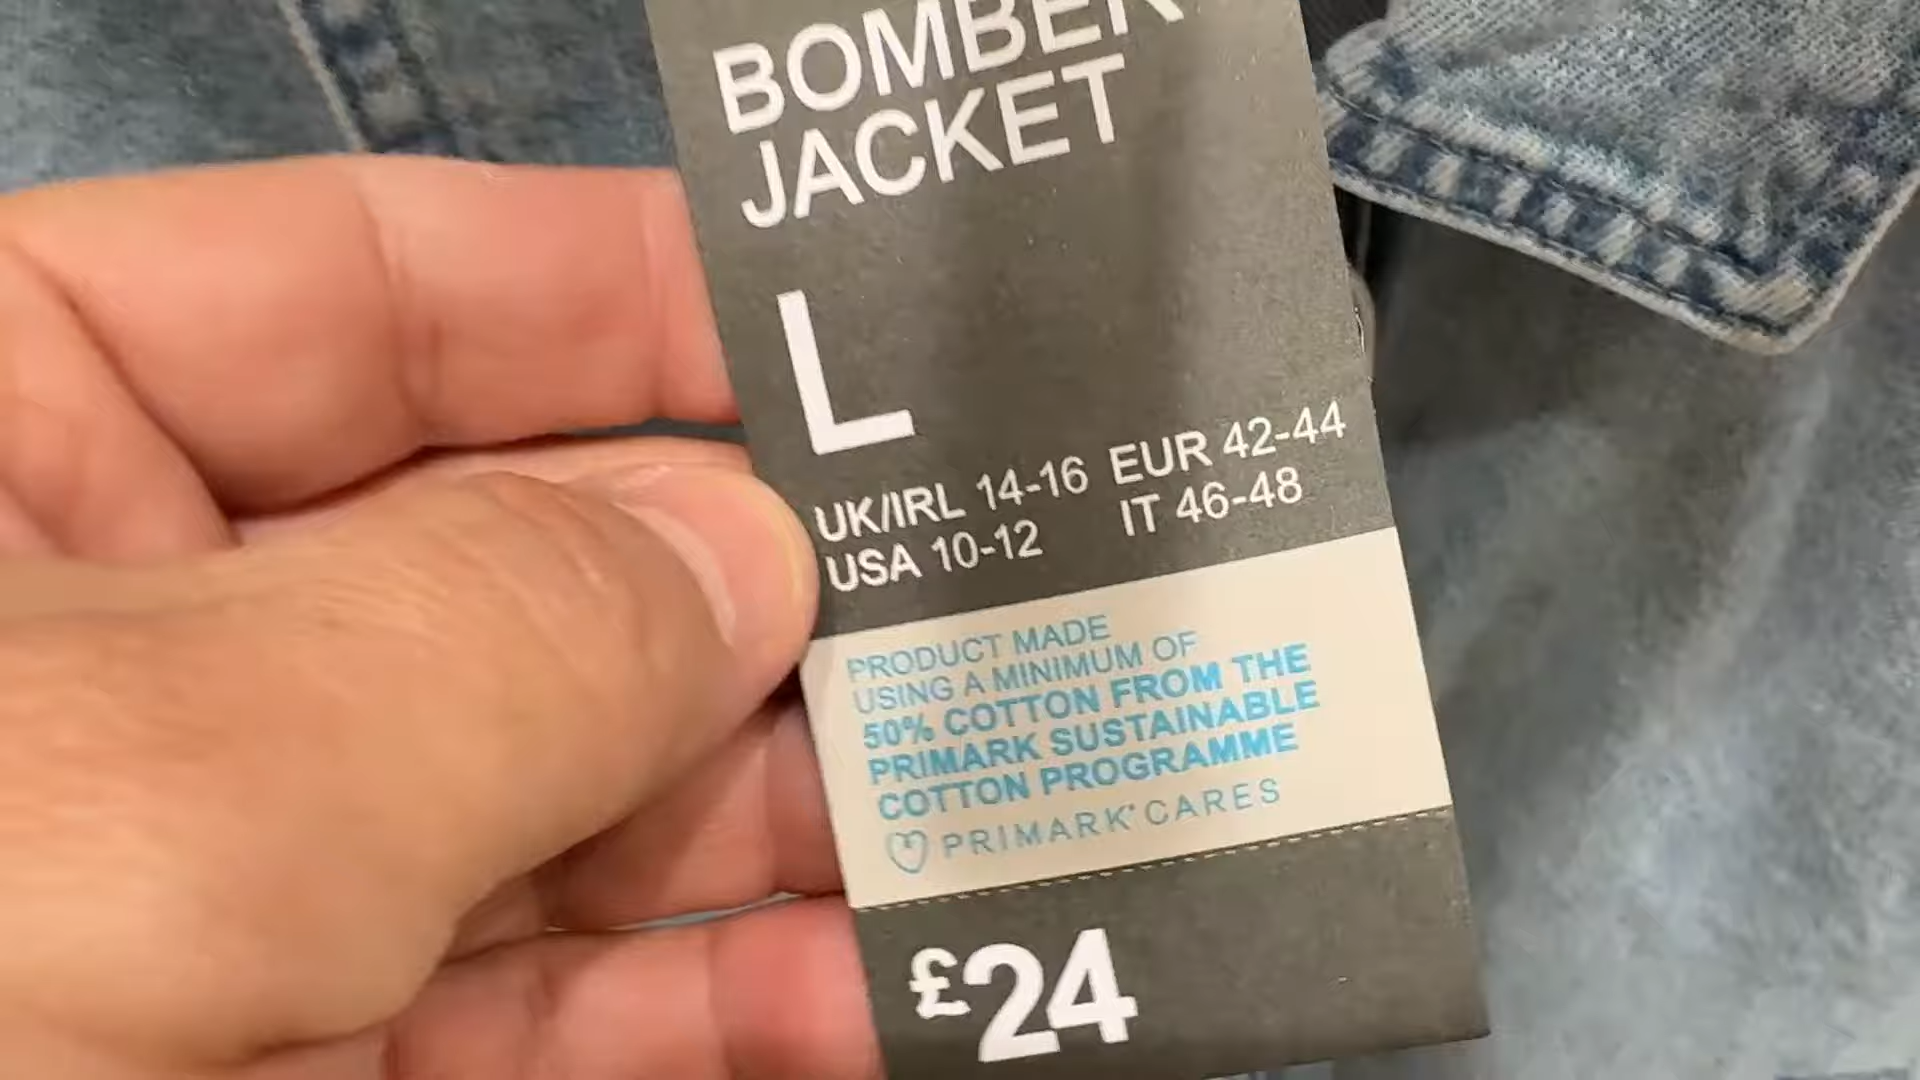 BOMBER
JACKET
L
UK/IRL 14-16 EUR 42-44
USA 10-12 IT 46-48
PRODUCT MADE
USING A MINIMUM OF
50% COTTON FROM THE
PRIMARK SUSTAINABLE
COTTON PROGRAMME
PRIMARK® CARES
£24